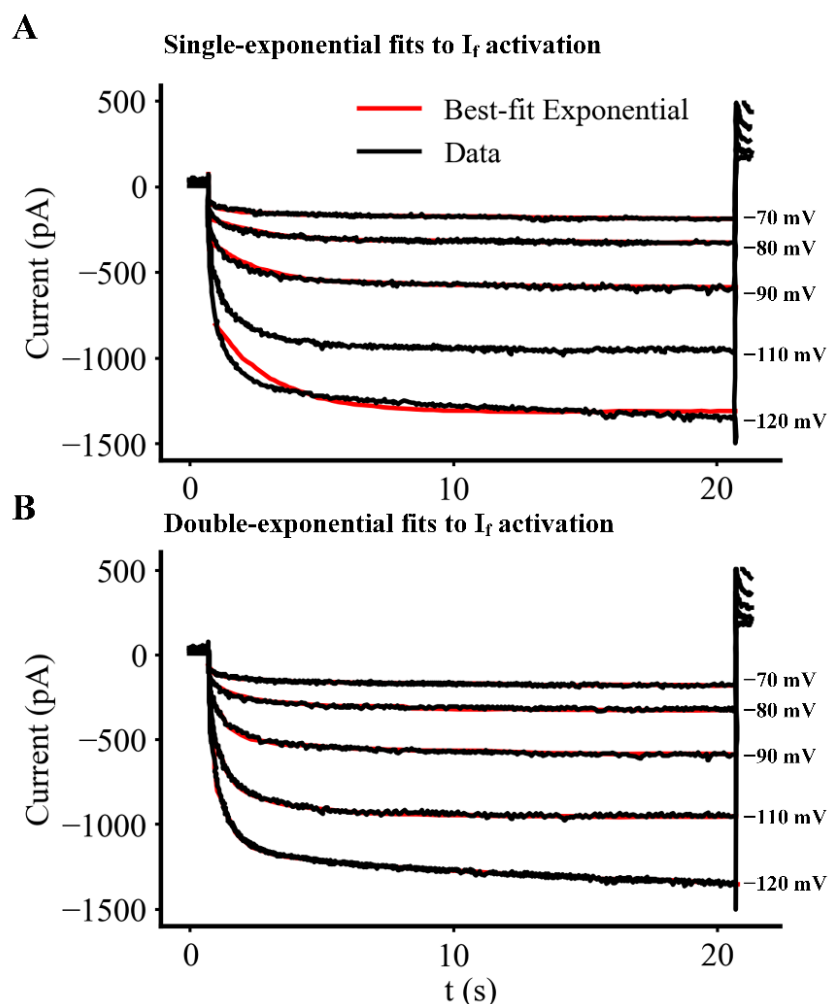 A
Single-exponential fits to If activation
500
0
−500
−1000
−1500
Current (pA)
Best-fit Exponential
Data
−70 mV
−80 mV
−90 mV
−110 mV
−120 mV
0
10
20
B
Double-exponential fits to If activation
500
0
−500
−1000
−1500
Current (pA)
−70 mV
−80 mV
−90 mV
−110 mV
−120 mV
0
10
20
t (s)